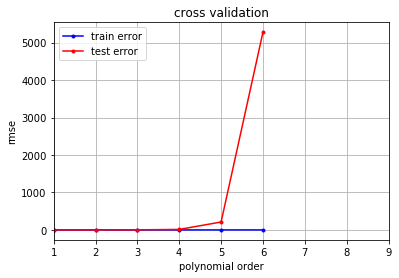 cross validation
train error
test error
rmse
5000
4000
3000
2000
1000
0
1 2 3 4 5 6 7 8 9
polynomial order